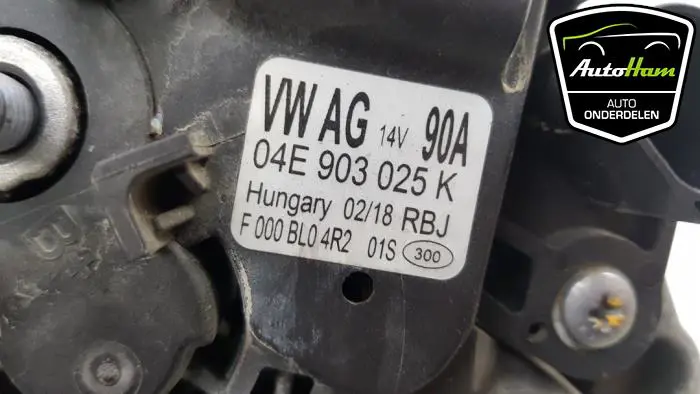 VW AG 14V 90A
04E 903 025 K
Hungary 02/18 RBJ
F 000 BL0 4R2 01S 300
AutoHam
AUTO
ONDERDELEN
B